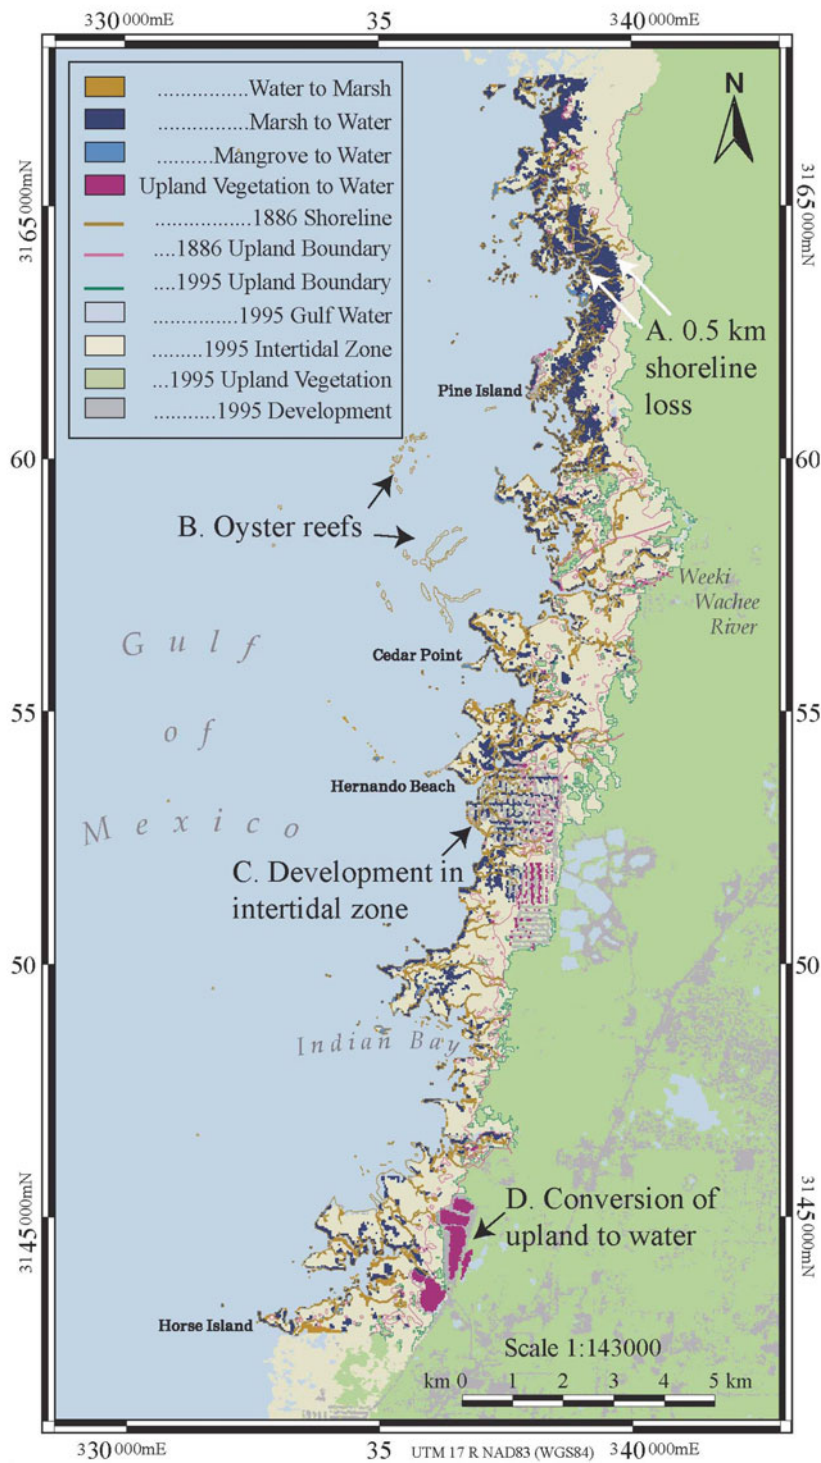 330000mE 35 340000mE
................Water to Marsh
................Marsh to Water
..........Mangrove to Water
Upland Vegetation to Water
................1886 Shoreline
....1886 Upland Boundary
....1995 Upland Boundary
...............1995 Gulf Water
.........1995 Intertidal Zone
...1995 Upland Vegetation
...........1995 Development
N
3165000mN
3165000mN
A. 0.5 km
shoreline
loss
Pine Island
60
60
B. Oyster reefs
Weeki
Wachee
River
Gulf
of
Mexico
Cedar Point
55
55
Hernando Beach
C. Development in
intertidal zone
50
50
Indian Bay
D. Conversion of
upland to water
3145000mN
3145000mN
Horse Island
Scale 1:143000
km 0 1 2 3 4 5 km
330000mE 35 UTM 17 R NAD83 (WGS84) 340000mE